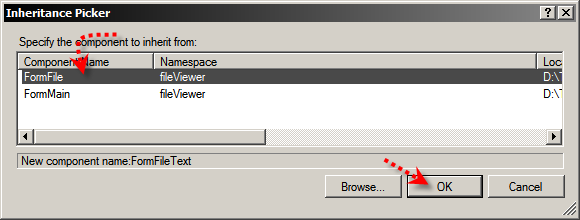 Inheritance Picker
Specify the component to inherit from:
Component Name Namespace Loca
FormFile fileViewer D:\T
FormMain fileViewer D:\T
New component name:FormFileText
Browse... OK Cancel